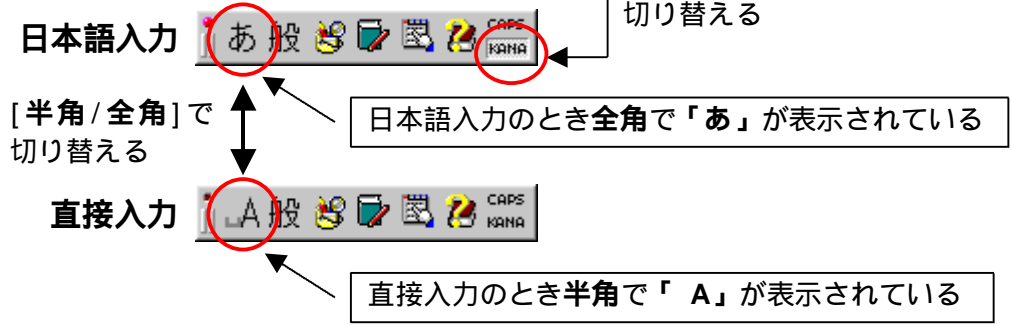 切り替える
日本語入力
あ 般 CAPS
KANA
[半角/全角]で
切り替える
日本語入力のとき全角で「あ」が表示されている
直接入力
␣A 般 CAPS
KANA
直接入力のとき半角で「 A」が表示されている